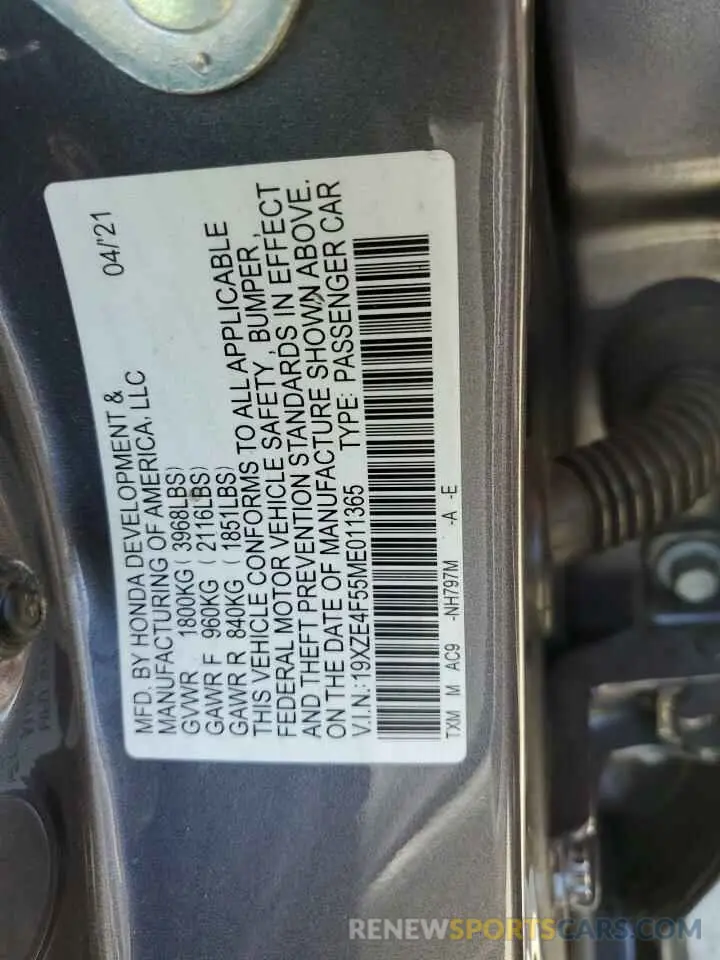 04/'21
MFD. BY HONDA DEVELOPMENT &
MANUFACTURING OF AMERICA, LLC
GVWR 1800KG (3968LBS)
GAWR F 960KG (2116LBS)
GAWR R 840KG (1851LBS)
THIS VEHICLE CONFORMS TO ALL APPLICABLE
FEDERAL MOTOR VEHICLE SAFETY, BUMPER,
AND THEFT PREVENTION STANDARDS IN EFFECT
ON THE DATE OF MANUFACTURE SHOWN ABOVE.
V.I.N.: 19XZE4F55ME011365 TYPE: PASSENGER CAR
TXM M AC9 -NH797M -A -E
RENEWSPORTSCARS.COM